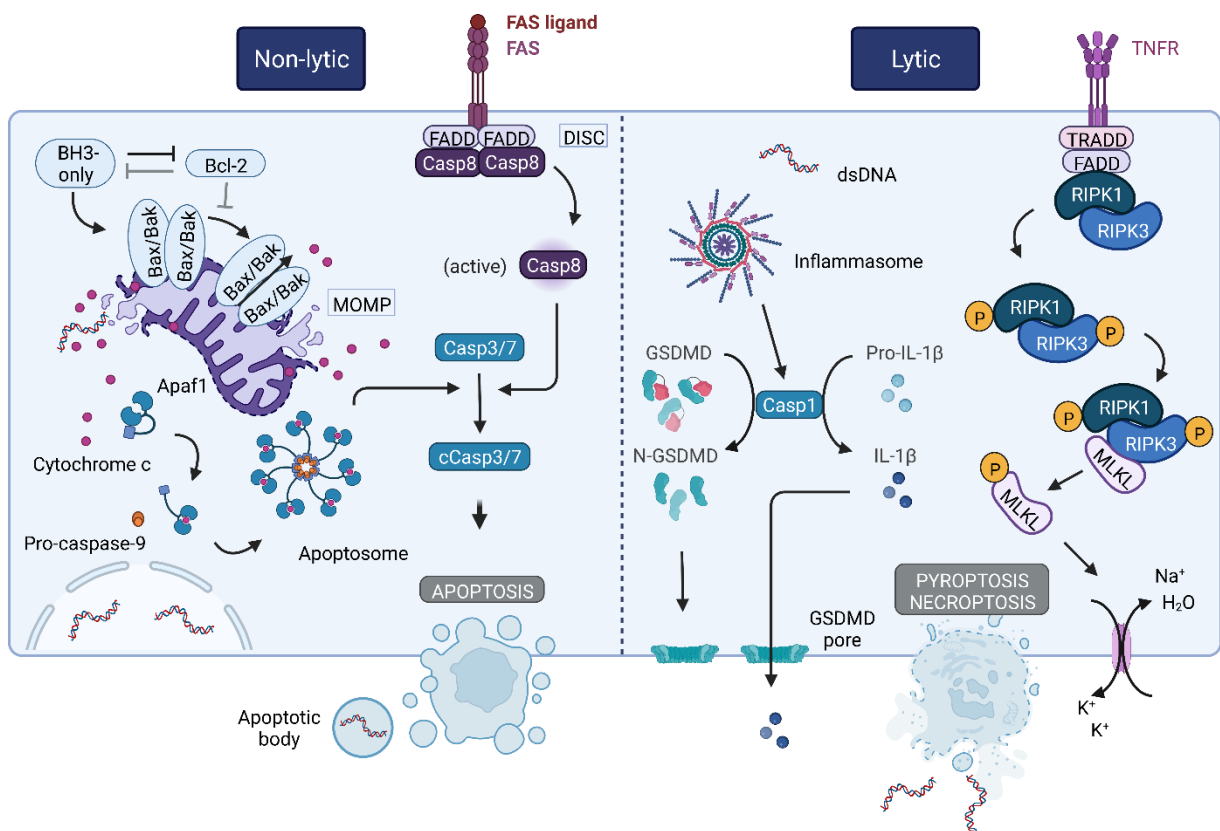 Non-lytic
FAS ligand
FAS
Lytic
TNFR
BH3-
only
Bcl-2
FADD
FADD
DISC
Casp8
Casp8
Bax/Bak
Bax/Bak
Bax/Bak
Bax/Bak
MOMP
(active)
Casp8
Apaf1
Casp3/7
Cytochrome c
cCasp3/7
Pro-caspase-9
Apoptosome
APOPTOSIS
Apoptotic
body
dsDNA
Inflammasome
GSDMD
Pro-IL-1β
Casp1
N-GSDMD
IL-1β
GSDMD
pore
PYROPTOSIS
NECROPTOSIS
TRADD
FADD
RIPK1
RIPK3
P
RIPK1
RIPK3
P
P
RIPK1
RIPK3
P
MLKL
P
MLKL
Na⁺
H₂O
K⁺
K⁺